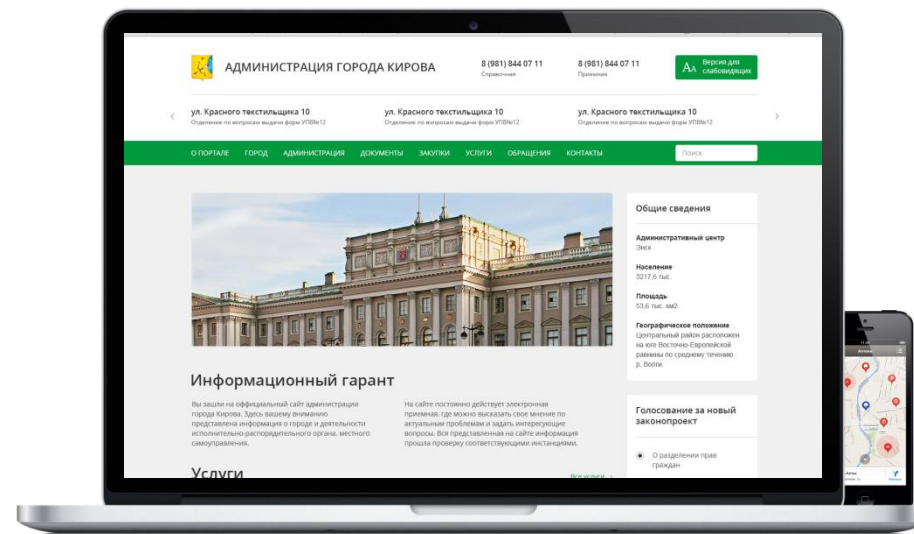 АДМИНИСТРАЦИЯ ГОРОДА КИРОВА
8 (981) 844 07 11
Справочная
8 (981) 844 07 11
Приемная
АА Версия для
слабовидящих
ул. Красного текстильщика 10
Отделение по вопросам выдачи форм УПВ№12
ул. Красного текстильщика 10
Отделение по вопросам выдачи форм УПВ№12
ул. Красного текстильщика 10
Отделение по вопросам выдачи форм УПВ№12
О ПОРТАЛЕ ГОРОД АДМИНИСТРАЦИЯ ДОКУМЕНТЫ ЗАКУПКИ УСЛУГИ ОБРАЩЕНИЯ КОНТАКТЫ Поиск
Общие сведения
Административный центр
Энск
Население
3217,6 тыс.
Площадь
53,6 тыс. км2
Географическое положение
Центральный район расположен
на юге Восточно-Европейской
равнины по среднему течению
р. Волги.
Информационный гарант
Вы зашли на оффициальный сайт администрации
города Кирова. Здесь вашему вниманию
представлена информация о городе и деятельности
исполнительно-распорядительного органа, местного
самоуправления.
На сайте постоянно действует электронная
приемная, где можно высказать свое мнение по
актуальным проблемам и задать интересующие
вопросы. Вся представленная на сайте информация
прошла проверку соответствующими инстанциями.
Голосование за новый
законопроект
О разделении прав
граждан
Услуги
Все услуги
Аптеки